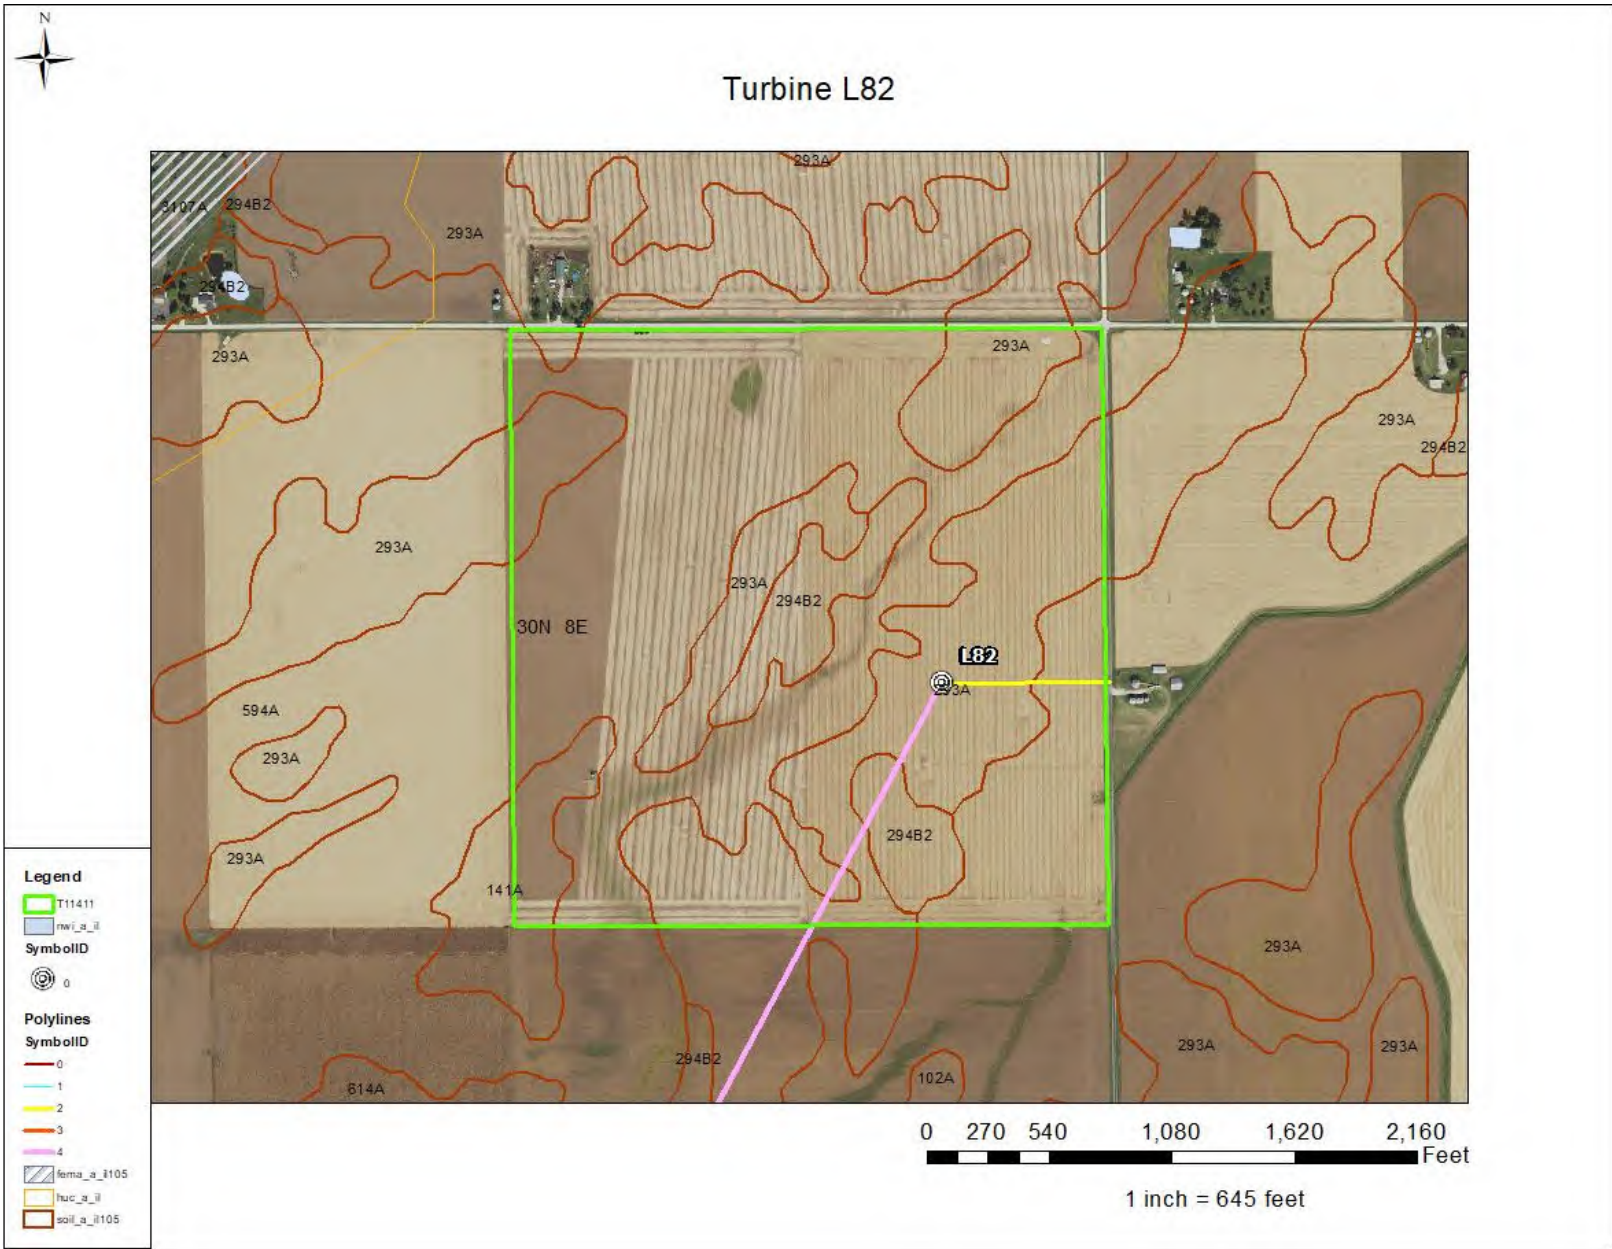 N
Turbine L82
293A
3107A
294B2
293A
294B2
293A
293A
293A
294B2
293A
293A
294B2
30N 8E
L82
293A
594A
293A
294B2
293A
141A
293A
293A
293A
294B2
102A
614A
Legend
T11411
nwi_a_il
SymbolID
0
Polylines
SymbolID
0
1
2
3
4
fema_a_il105
huc_a_il
soil_a_il105
0 270 540 1,080 1,620 2,160
Feet
1 inch = 645 feet